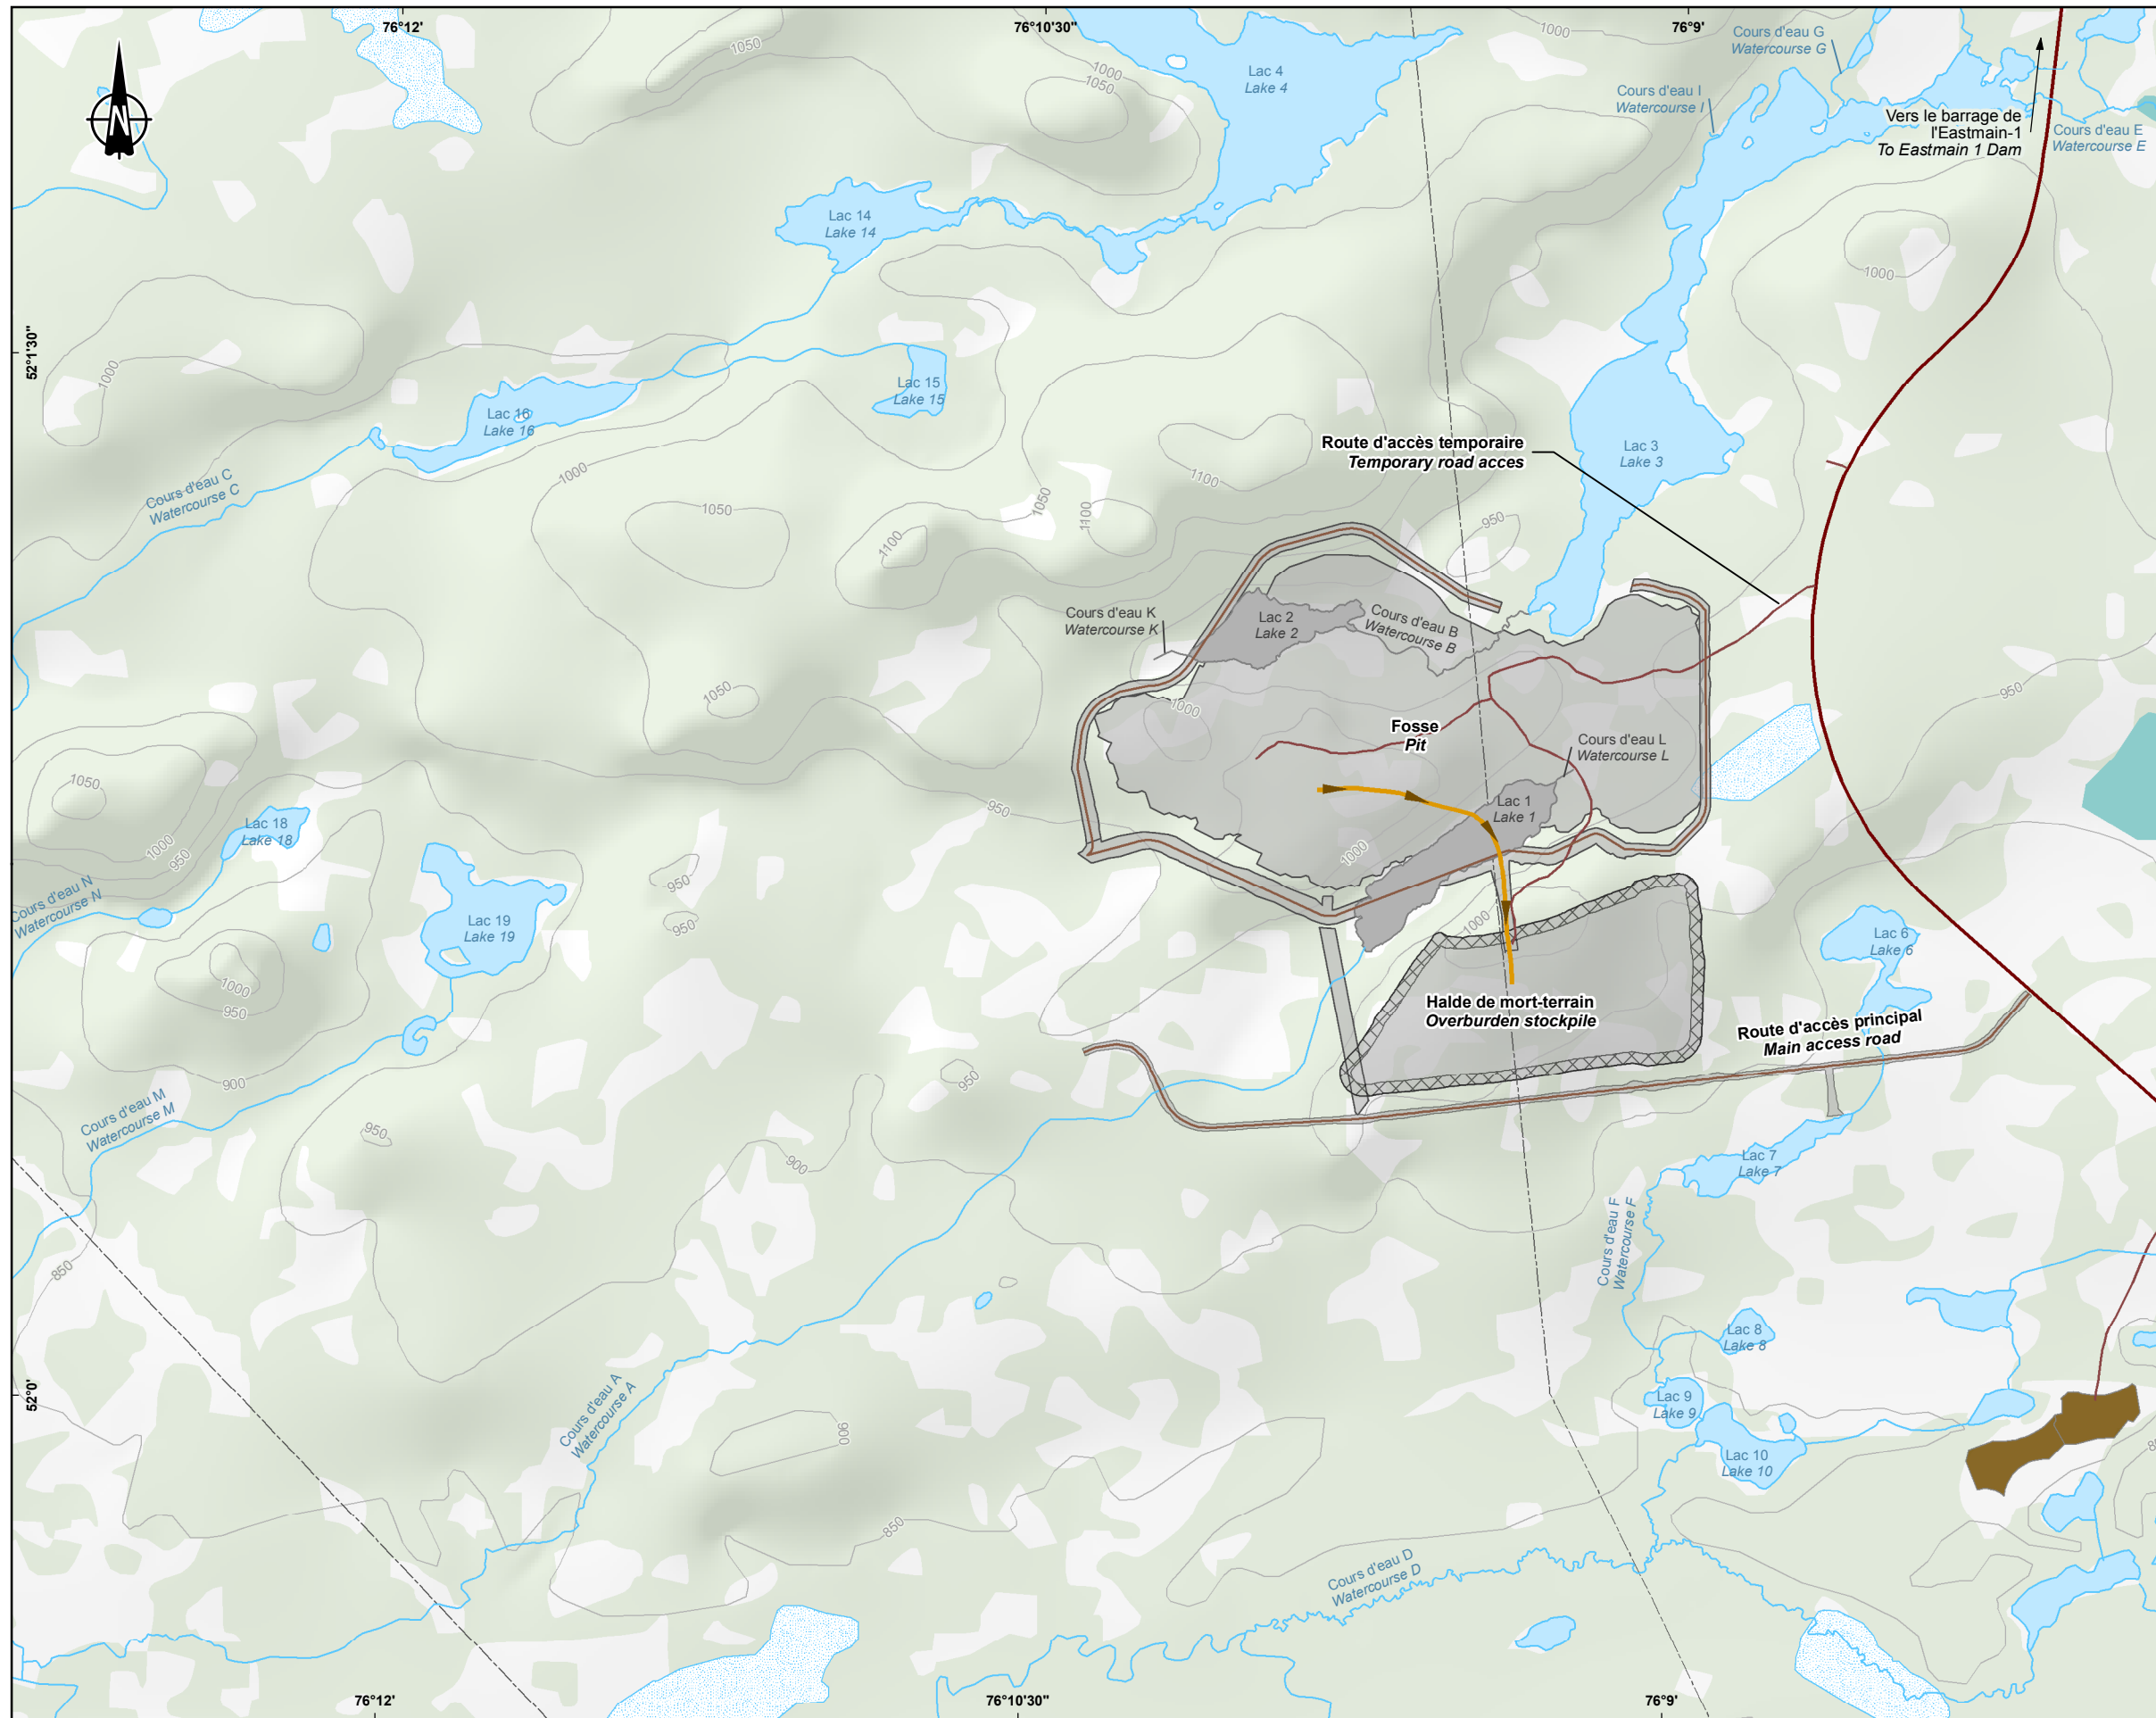 76°12'
76°10'30"
76°9'
1050
1000
1000
1050
Lac 4
Lake 4
Cours d'eau G
Watercourse G
Cours d'eau I
Watercourse I
Vers le barrage de
l'Eastmain-1
To Eastmain 1 Dam
Cours d'eau E
Watercourse E
N
Lac 14
Lake 14
1000
52°1'30"
1000
Lac 15
Lake 15
Lac 16
Lake 16
Route d'accès temporaire
Temporary road acces
Lac 3
Lake 3
Cours d'eau C
Watercourse C
1000
1050
1100
1050
1100
1100
950
Cours d'eau K
Watercourse K
Lac 2
Lake 2
Cours d'eau B
Watercourse B
1050
1000
950
Fosse
Pit
Cours d'eau L
Watercourse L
1050
950
Lac 1
Lake 1
Lac 18
Lake 18
1000
950
1000
950
950
1000
Cours d'eau N
Watercourse N
Lac 19
Lake 19
Lac 6
Lake 6
1000
950
Halde de mort-terrain
Overburden stockpile
Route d'accès principal
Main access road
900
950
Cours d'eau M
Watercourse M
950
900
Lac 7
Lake 7
Cours d'eau F
Watercourse F
850
Lac 8
Lake 8
52°0'
Cours d'eau A
Watercourse A
Lac 9
Lake 9
900
Lac 10
Lake 10
850
Cours d'eau D
Watercourse D
76°12'
76°10'30"
76°9'